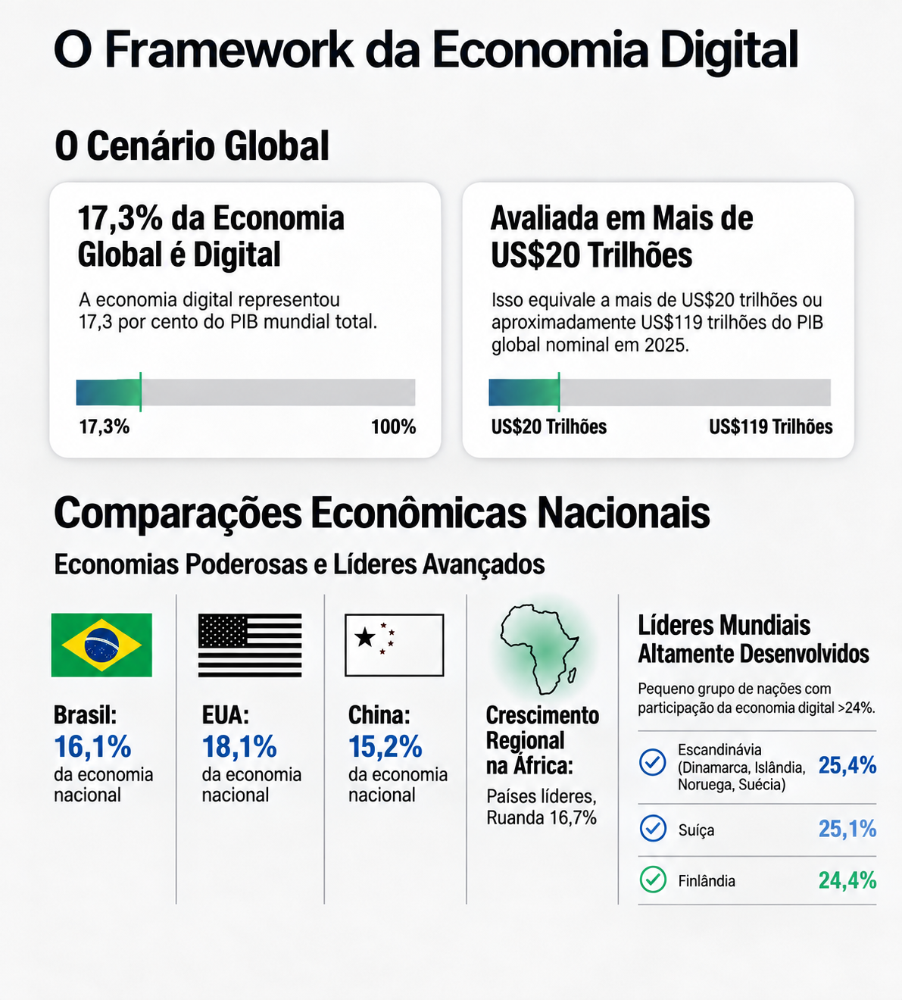 O Framework da Economia Digital
O Cenário Global
17,3% da Economia
Global é Digital
A economia digital representou
17,3 por cento do PIB mundial total.
17,3%
100%
Avaliada em Mais de
US$20 Trilhões
Isso equivale a mais de US$20 trilhões ou
aproximadamente US$119 trilhões do PIB
global nominal em 2025.
US$20 Trilhões
US$119 Trilhões
Comparações Econômicas Nacionais
Economias Poderosas e Líderes Avançados
Brasil:
16,1%
da economia
nacional
EUA:
18,1%
da economia
nacional
China:
15,2%
da economia
nacional
Crescimento
Regional
na África:
Países líderes,
Ruanda 16,7%
Líderes Mundiais
Altamente Desenvolvidos
Pequeno grupo de nações com
participação da economia digital >24%.
Escandinávia
(Dinamarca, Islândia,
Noruega, Suécia)
25,4%
Suíça
25,1%
Finlândia
24,4%